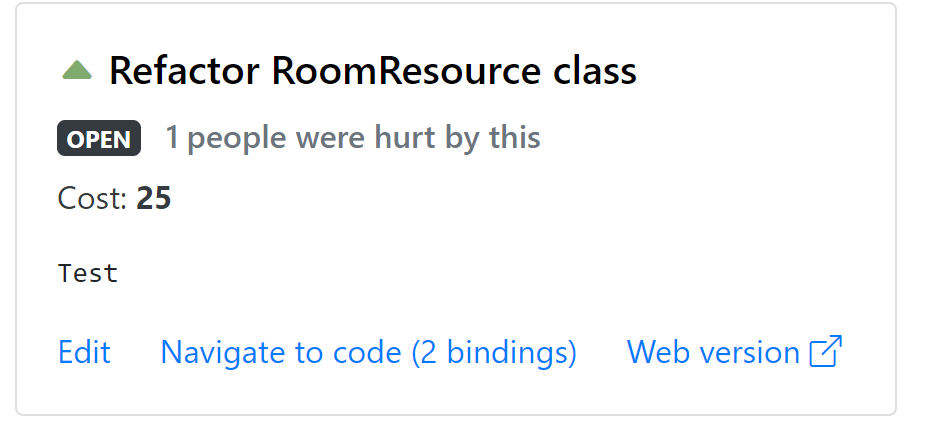 Refactor RoomResource class
OPEN 1 people were hurt by this
Cost: 25
Test
Edit Navigate to code (2 bindings) Web version